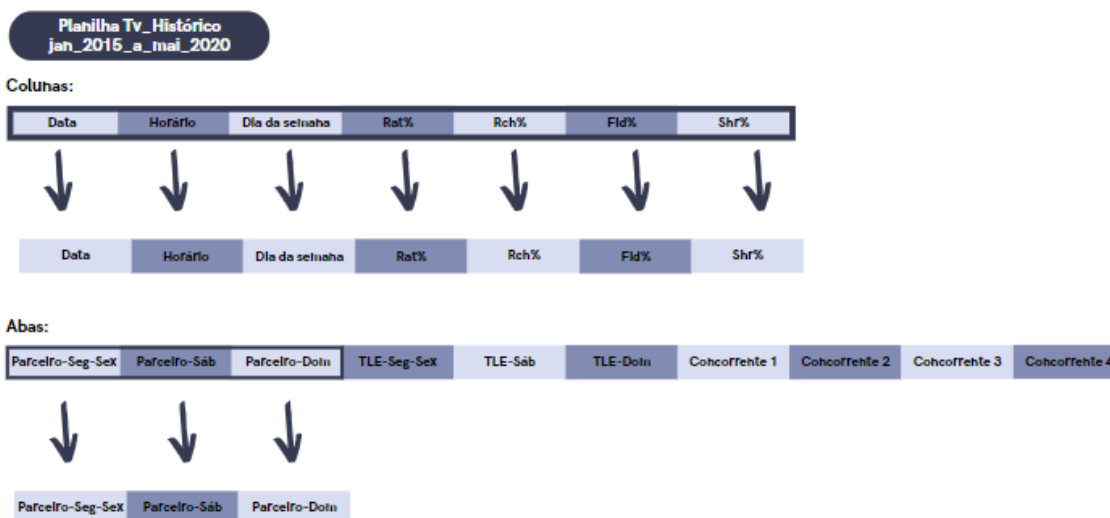 Planilha Tv_Histórico
jan_2015_a_mai_2020
Colunas:
Data Horário Dia da semana Rat% Rch% Fid% Shr%
Data Horário Dia da semana Rat% Rch% Fid% Shr%
Abas:
Parceiro-Seg-Sex Parceiro-Sáb Parceiro-Dom TLE-Seg-Sex TLE-Sáb TLE-Dom Concorrente 1 Concorrente 2 Concorrente 3 Concorrente 4
Parceiro-Seg-Sex Parceiro-Sáb Parceiro-Dom